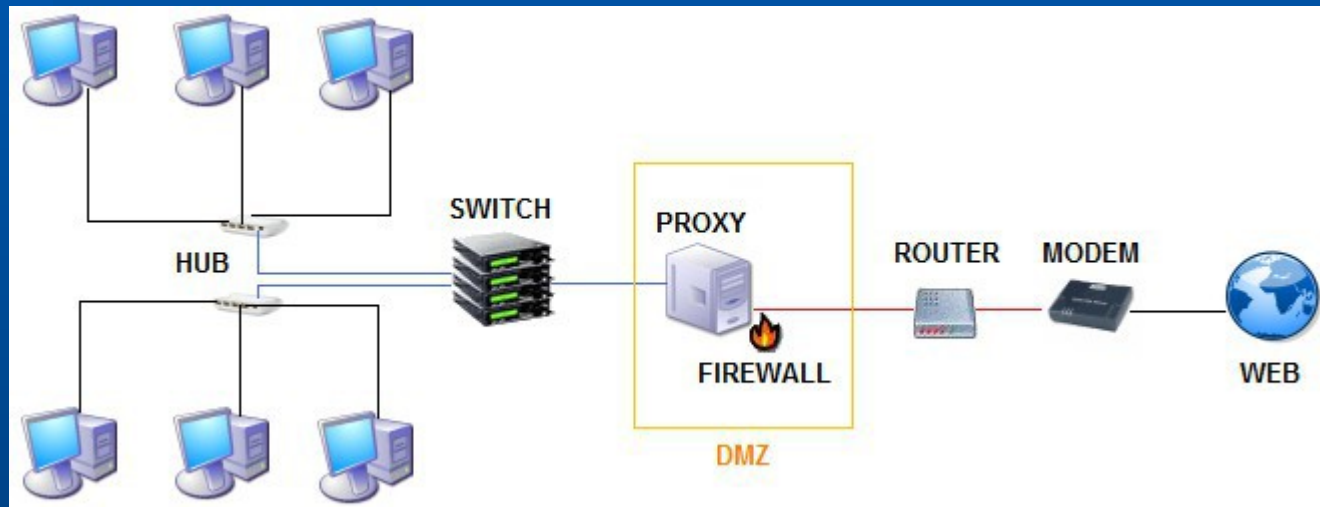 SWITCH
PROXY
ROUTER
MODEM
HUB
FIREWALL
WEB
DMZ